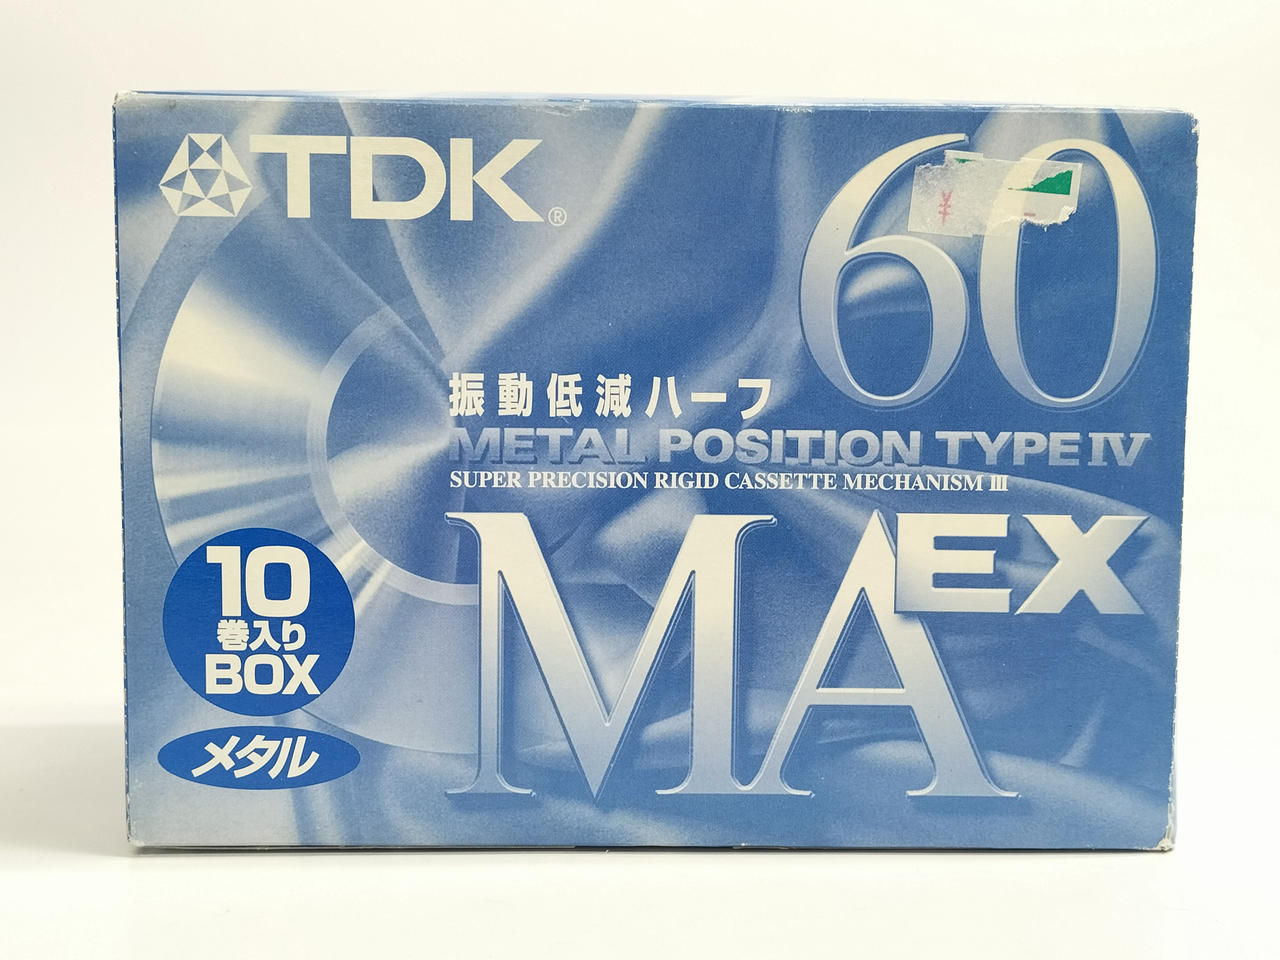 TDK®
60
¥
振動低減ハーフ
METAL POSITION TYPE IV
SUPER PRECISION RIGID CASSETTE MECHANISM III
MA EX
10
巻入り
BOX
メタル